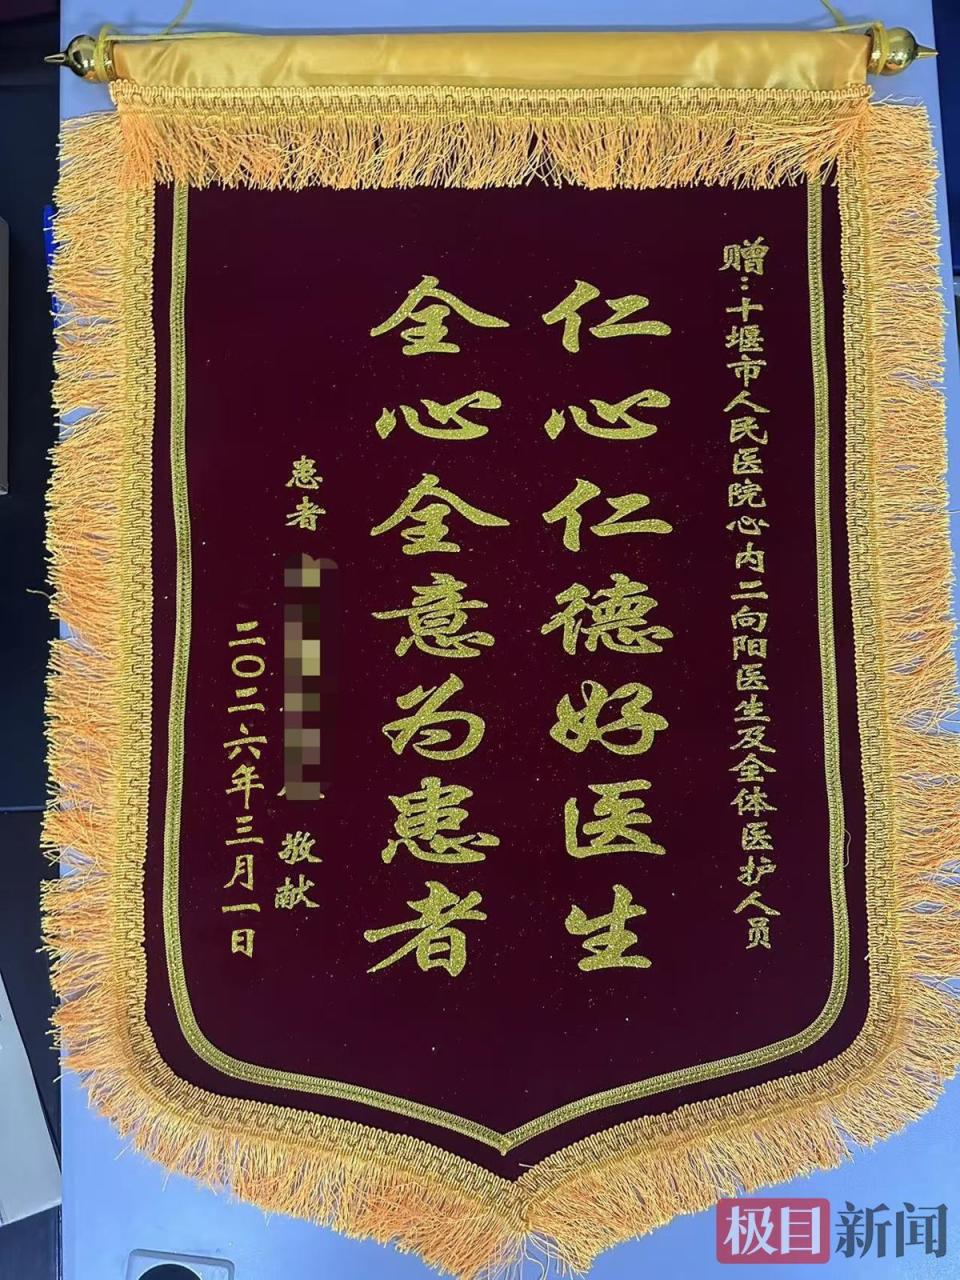 赠：十堰市人民医院心内二向阳医生及全体医护人员
仁心仁德好医生
全心全意为患者
患者
敬献
二〇二六年三月一日
极目新闻